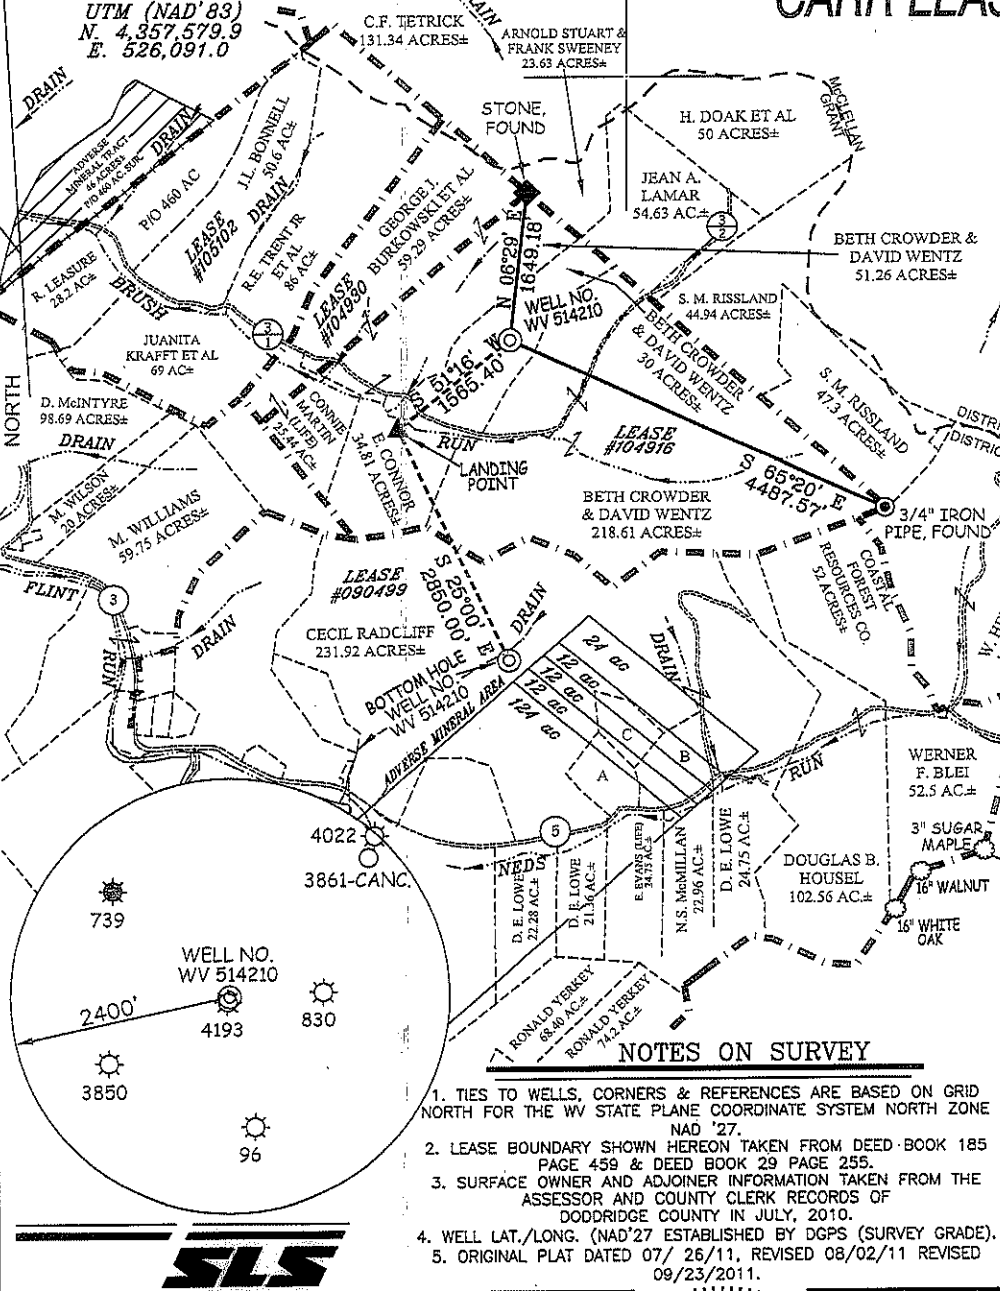 UTM (NAD'83)
N. 4,357,579.9
E. 526,091.0
C.F. TETRICK
131.34 ACRES±
DRAIN
ARNOLD STUART &
FRANK SWEENEY
23.63 ACRES±
DRAIN
STONE,
FOUND
H. DOAK ET AL
50 ACRES±
McCLELLAN
GRANT
ADVERSE
MINERAL TRACT
46 ACRES±
P/O 460 AC. SUR.
DRAIN
P/O 460 AC
J.L. BONNELL
50.6 AC±
DRAIN
LEASE
#105102
R.E. TRENT JR.
ET AL
86 AC±
GEORGE J.
BURKOWSKI ET AL
59.29 ACRES±
LEASE
#104930
JEAN A.
LAMAR
54.63 AC.±
3
2
BETH CROWDER &
DAVID WENTZ
51.26 ACRES±
N 06°29' E
1649.18'
WELL NO.
WV 514210
S. M. RISSLAND
44.94 ACRES±
R. LEASURE
28.2 AC±
BRUSH
3
1
JUANITA
KRAFFT ET AL
69 AC±
BETH CROWDER
& DAVID WENTZ
30 ACRES±
S. M. RISSLAND
47.3 ACRES±
NORTH
D. McINTYRE
98.69 ACRES±
DRAIN
CONNIE
MARTIN
(LIFE)
25.44 AC±
S 51°16' W
1565.40'
RUN
LEASE
#104916
E. CONNOR
34.81 ACRES±
LANDING
POINT
S 65°20' E
4487.57'
BETH CROWDER
& DAVID WENTZ
218.61 ACRES±
3/4" IRON
PIPE, FOUND
M. WILSON
20 ACRES±
M. WILLIAMS
59.75 ACRES±
COASTAL
FOREST
RESOURCES CO.
52 ACRES±
FLINT
3
RUN
DRAIN
LEASE
#090499
S 25°00' E
2850.00'
CECIL RADCLIFF
231.92 ACRES±
DRAIN
DRAIN
BOTTOM HOLE
WELL NO.
WV 514210
ADVERSE MINERAL AREA
24 ac
12 ac
12 ac
124 ac
C
B
A
RUN
WERNER
F. BLEI
52.5 AC.±
4022
3861-CANC.
5
NEDS
D. E. LOWE
22.28 AC.±
D. E. LOWE
21.36 AC±
E. EVANS (LIFE)
24.75 AC.±
N.S. McMILLAN
22.96 AC.±
D. E. LOWE
24.75 AC.±
DOUGLAS B.
HOUSEL
102.56 AC.±
3" SUGAR
MAPLE
16" WALNUT
16" WHITE
OAK
739
WELL NO.
WV 514210
4193
830
2400'
3850
96
RONALD YERKEY
68.40 AC.±
RONALD YERKEY
74.2 AC.±
NOTES ON SURVEY
1. TIES TO WELLS, CORNERS & REFERENCES ARE BASED ON GRID
NORTH FOR THE WV STATE PLANE COORDINATE SYSTEM NORTH ZONE
NAD '27.
2. LEASE BOUNDARY SHOWN HEREON TAKEN FROM DEED BOOK 185
PAGE 459 & DEED BOOK 29 PAGE 255.
3. SURFACE OWNER AND ADJOINER INFORMATION TAKEN FROM THE
ASSESSOR AND COUNTY CLERK RECORDS OF
DODDRIDGE COUNTY IN JULY, 2010.
4. WELL LAT./LONG. (NAD'27 ESTABLISHED BY DGPS (SURVEY GRADE).
5. ORIGINAL PLAT DATED 07/ 26/11, REVISED 08/02/11 REVISED
09/23/2011.
SLS